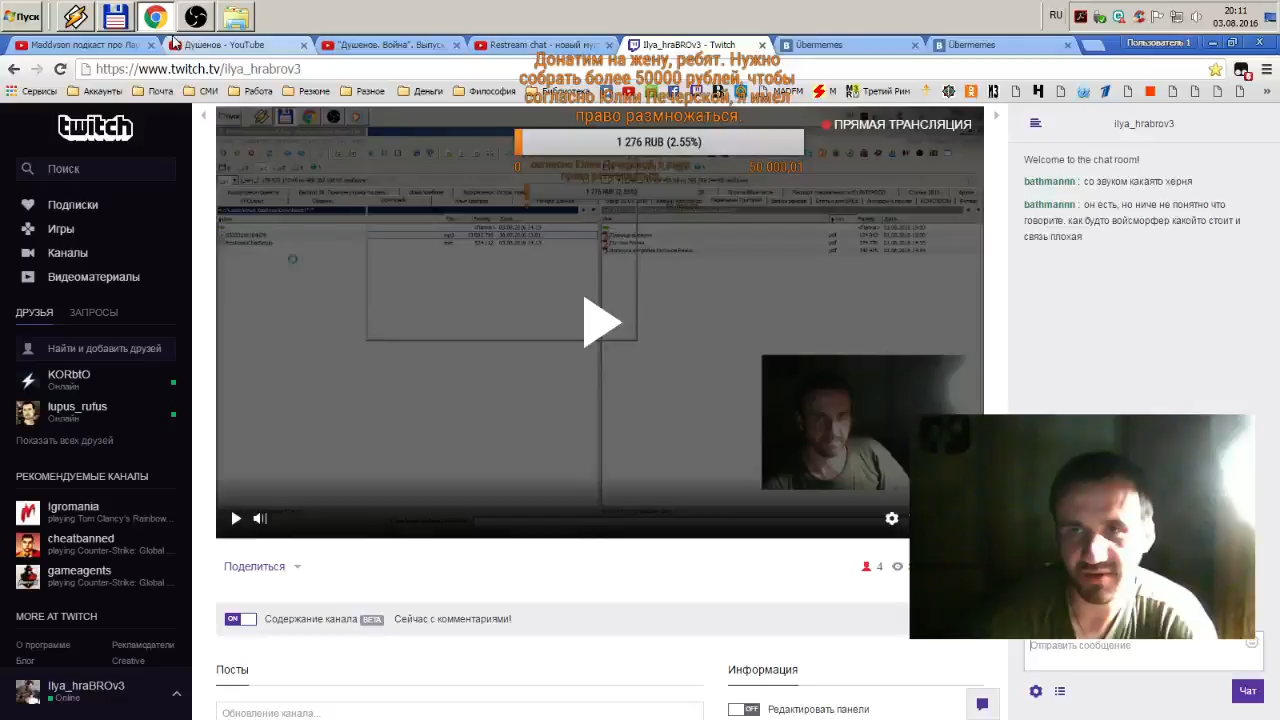 Пуск
RU
20:11
03.08.2016
Maddyson подкаст про Ла
Душенов - YouTube
"Душенов. Война". Выпус
Restream chat - новый му
Ilya_hraBROv3 - Twitch
Übermenes
Übermenes
Пользователь 1
https://www.twitch.tv/ilya_hrabrov3
Донатим на жену, ребят. Нужно
собрать более 50000 рублей, чтобы
согласно Юлии Печерской, я имел
право размножаться.
Сервисы
Аккаунты
Почта
СМИ
Работа
Резюме
Разное
Деньги
Философия
Библиотека
MADFM
M
Третий Рим
1 276 RUB (2.55%)
0
50 000,01
twitch
ПРЯМАЯ ТРАНСЛЯЦИЯ
Поиск
Подписки
Игры
Каналы
Видеоматериалы
ДРУЗЬЯ
ЗАПРОСЫ
Найти и добавить друзей
KORbtO
Онлайн
lupus_rufus
Онлайн
Показать всех друзей
РЕКОМЕНДУЕМЫЕ КАНАЛЫ
Igromania
playing Tom Clancy's Rainbow...
cheatbanned
playing Counter-Strike: Global ...
gameagents
playing Counter-Strike: Global ...
MORE AT TWITCH
О программе
Рекламодатели
Блог
Creative
Ilya_hraBROv3
Online
ilya_hrabrov3
Welcome to the chat room!
bathmannn : со звуком какаято херня
bathmannn : он есть, но ниче не понятно что
говорите. как будто войсморфер какой то стоит и
связь плохая
Поделиться
4
ON
Содержание канала BETA
Сейчас с комментариями!
Посты
Информация
Обновление канала...
OFF
Редактировать панели
Отправить сообщение
Чат